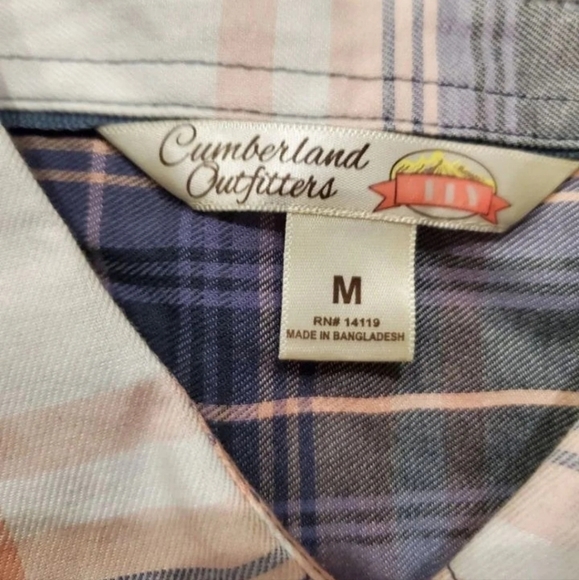 Cumberland
Outfitters
M
RN# 14119
MADE IN BANGLADESH